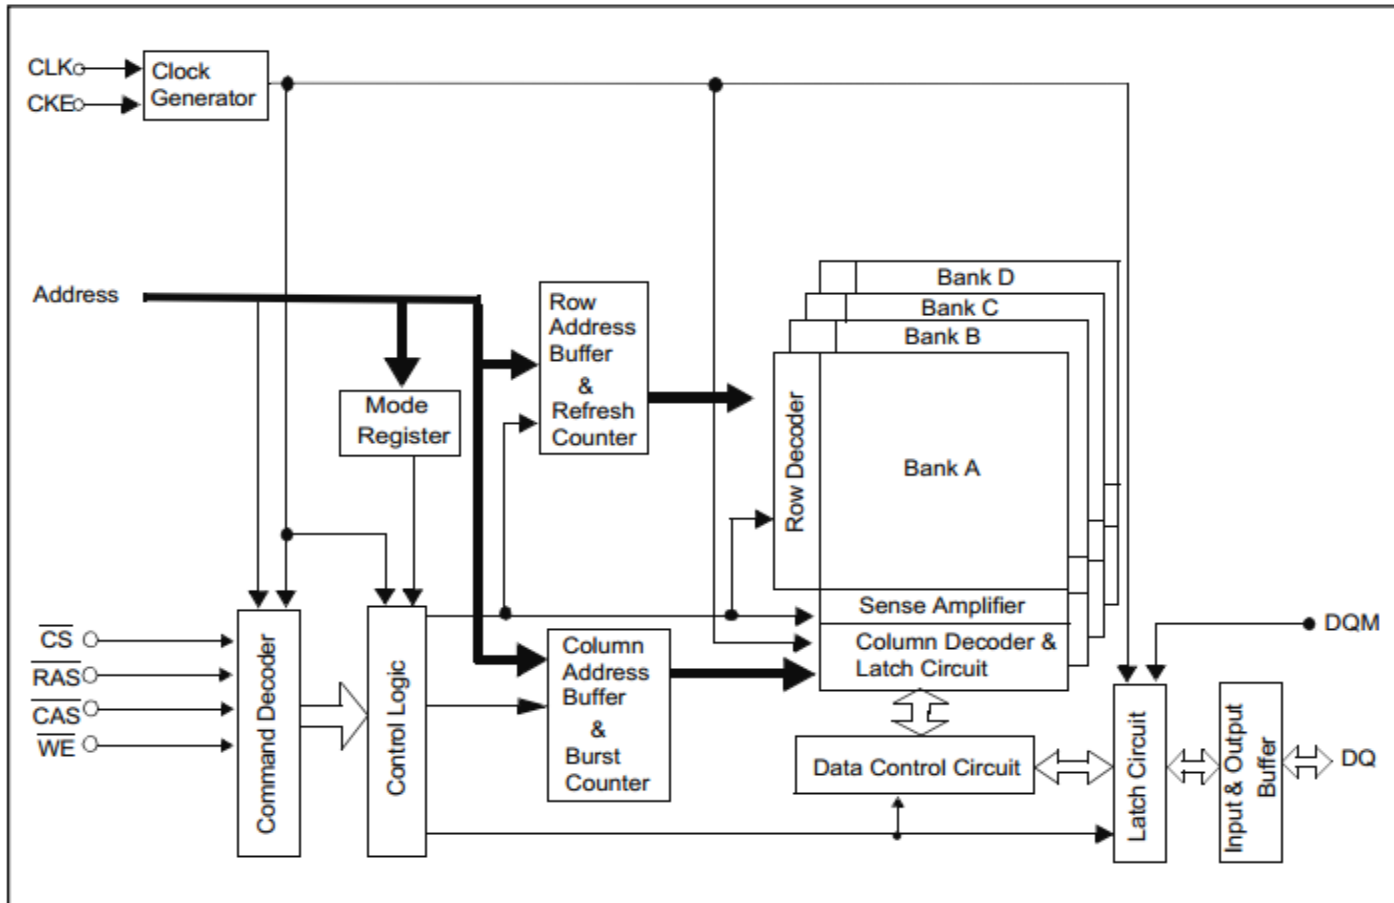 CLK
CKE
Clock
Generator
Address
Mode
Register
Row
Address
Buffer
&
Refresh
Counter
Bank D
Bank C
Bank B
Row Decoder
Bank A
Sense Amplifier
Column Decoder &
Latch Circuit
CS
RAS
CAS
WE
Command Decoder
Control Logic
Column
Address
Buffer
&
Burst
Counter
Data Control Circuit
Latch Circuit
Input & Output
Buffer
DQM
DQ